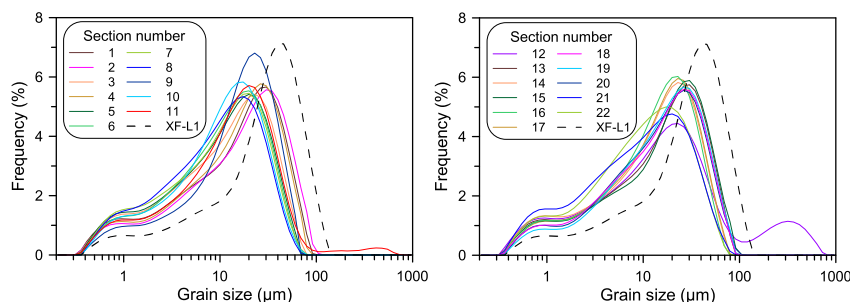 8
6
4
2
0
Frequency (%)
Section number
1 7
2 8
3 9
4 10
5 11
6 XF-L1
1 10 100 1000
Grain size (μm)
8
6
4
2
0
Frequency (%)
Section number
12 18
13 19
14 20
15 21
16 22
17 XF-L1
1 10 100 1000
Grain size (μm)